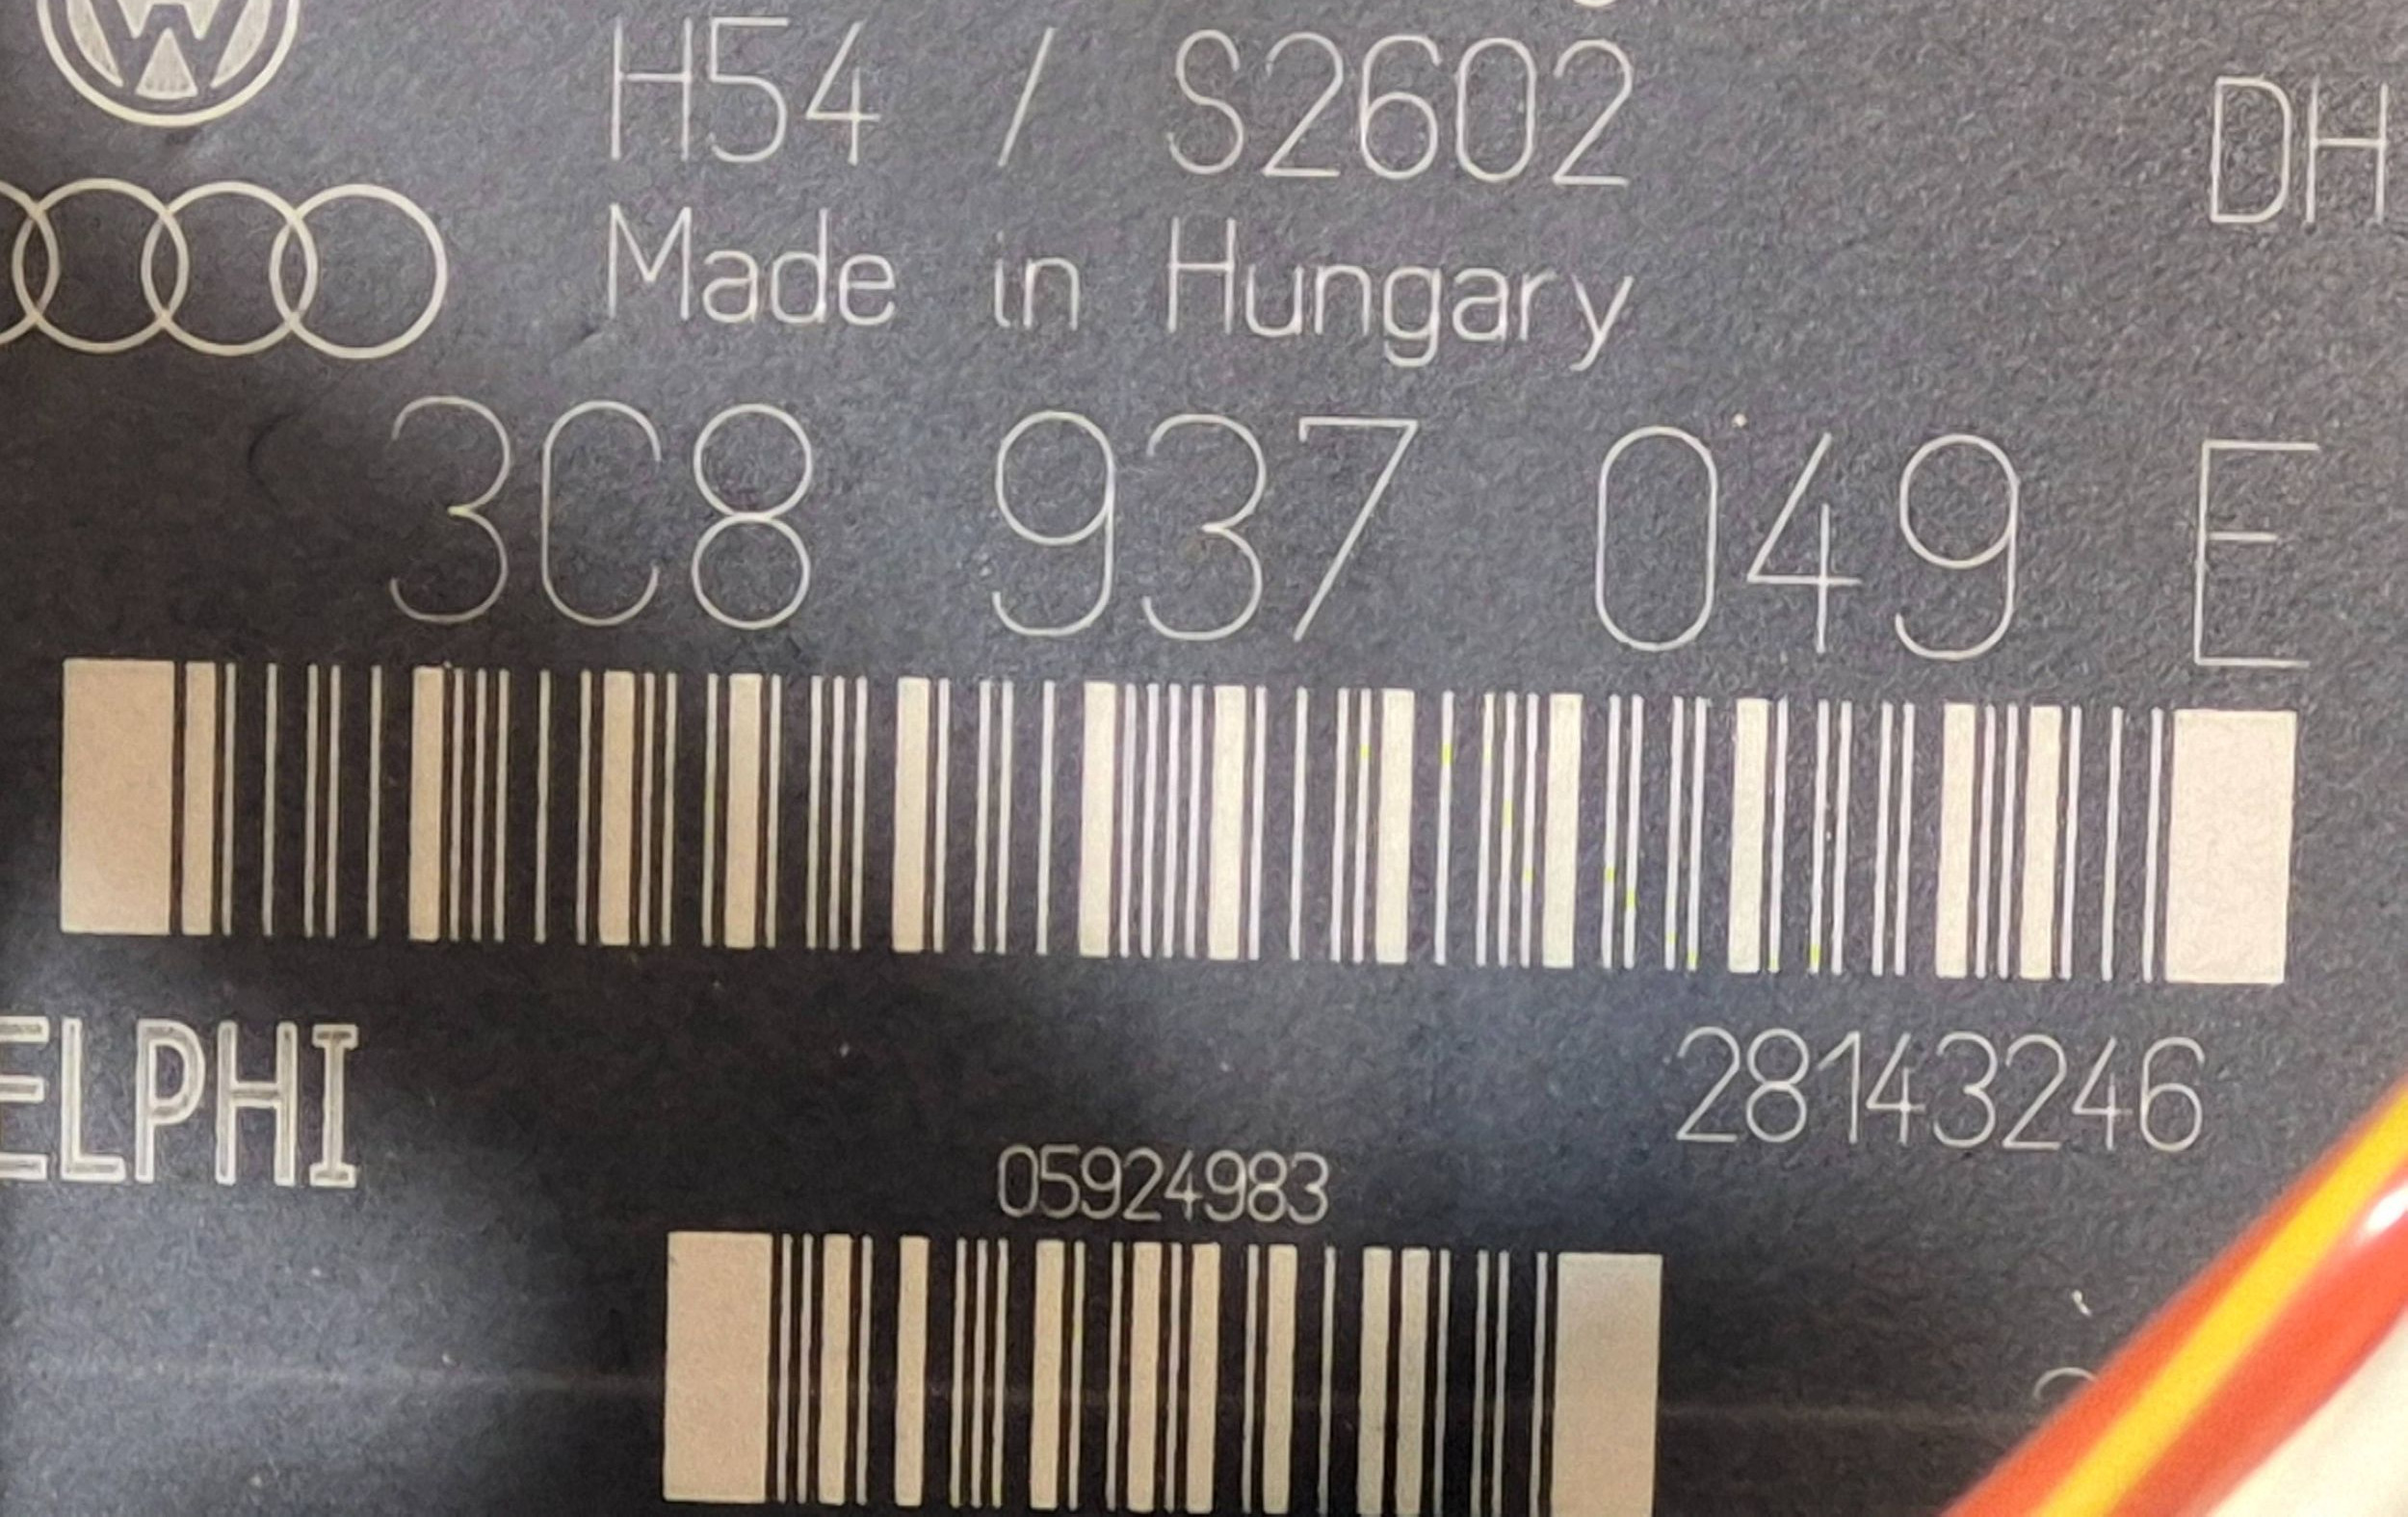 H54 / S2602
DH
Made in Hungary
3C8 937 049 E
ELPHI
28143246
05924983